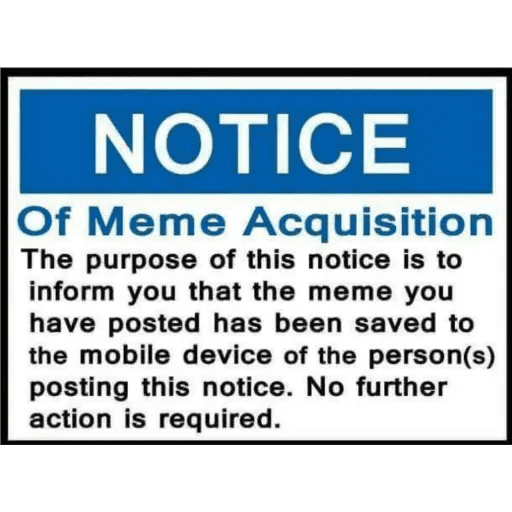 NOTICE
Of Meme Acquisition
The purpose of this notice is to
inform you that the meme you
have posted has been saved to
the mobile device of the person(s)
posting this notice. No further
action is required.